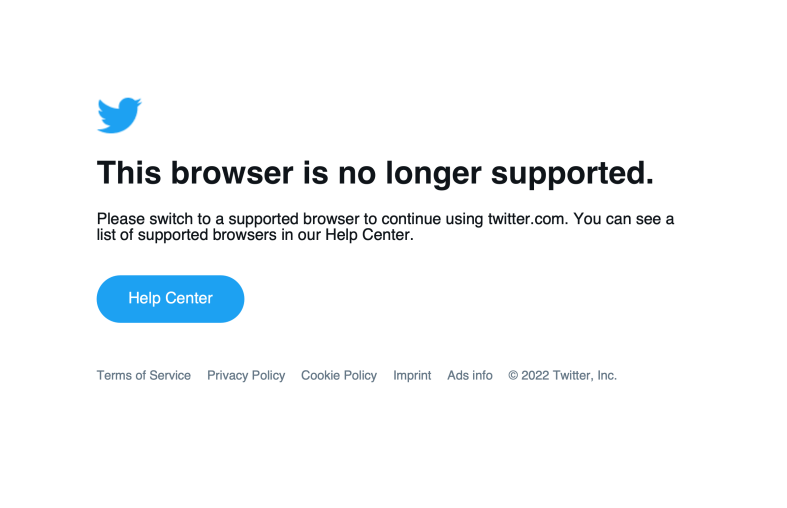 This browser is no longer supported.
Please switch to a supported browser to continue using twitter.com. You can see a
list of supported browsers in our Help Center.
Help Center
Terms of Service Privacy Policy Cookie Policy Imprint Ads info © 2022 Twitter, Inc.